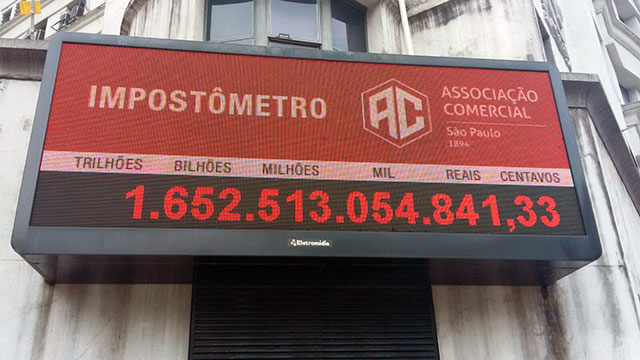 IMPOSTÔMETRO
AC
ASSOCIAÇÃO
COMERCIAL
São Paulo
1894
TRILHÕES BILHÕES MILHÕES MIL REAIS CENTAVOS
1.652.513.054.841,33
Eletromidia